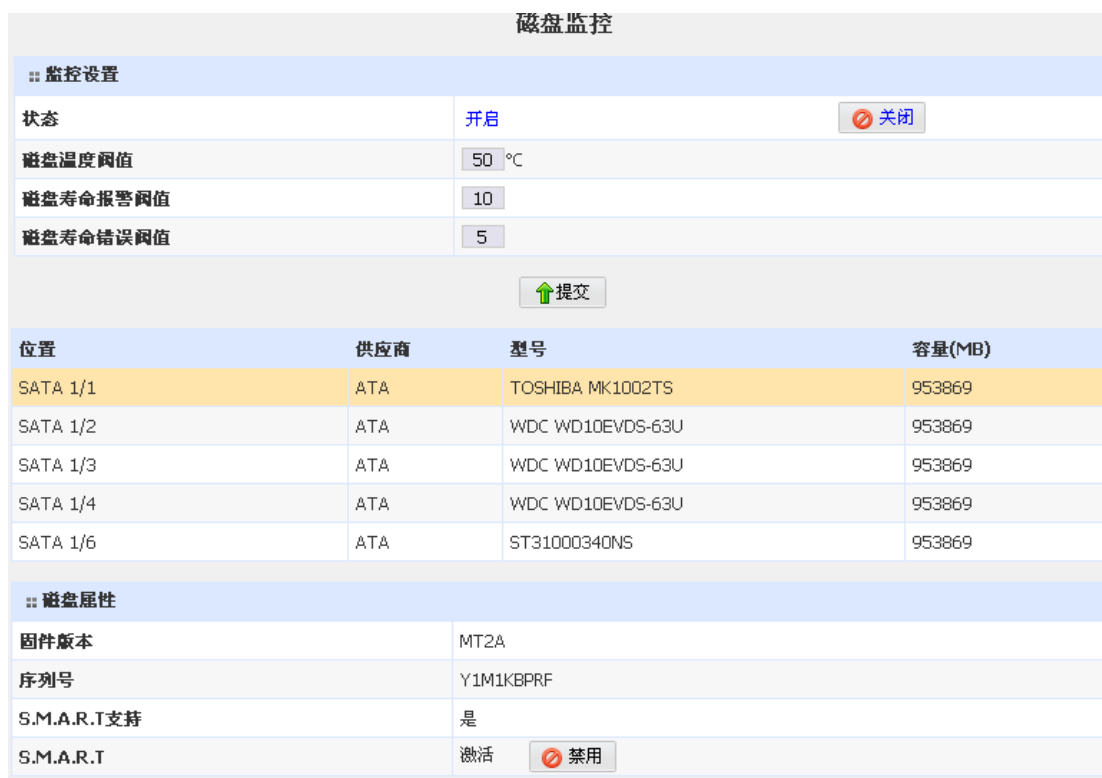 磁盘监控
监控设置
状态 开启 关闭
磁盘温度阀值 50 °C
磁盘寿命报警阀值 10
磁盘寿命错误阀值 5
提交
位置 供应商 型号 容量(MB)
SATA 1/1 ATA TOSHIBA MK1002TS 953869
SATA 1/2 ATA WDC WD10EVDS-63U 953869
SATA 1/3 ATA WDC WD10EVDS-63U 953869
SATA 1/4 ATA WDC WD10EVDS-63U 953869
SATA 1/6 ATA ST31000340NS 953869
磁盘属性
固件版本 MT2A
序列号 Y1M1KBPRF
S.M.A.R.T支持 是
S.M.A.R.T 激活 禁用